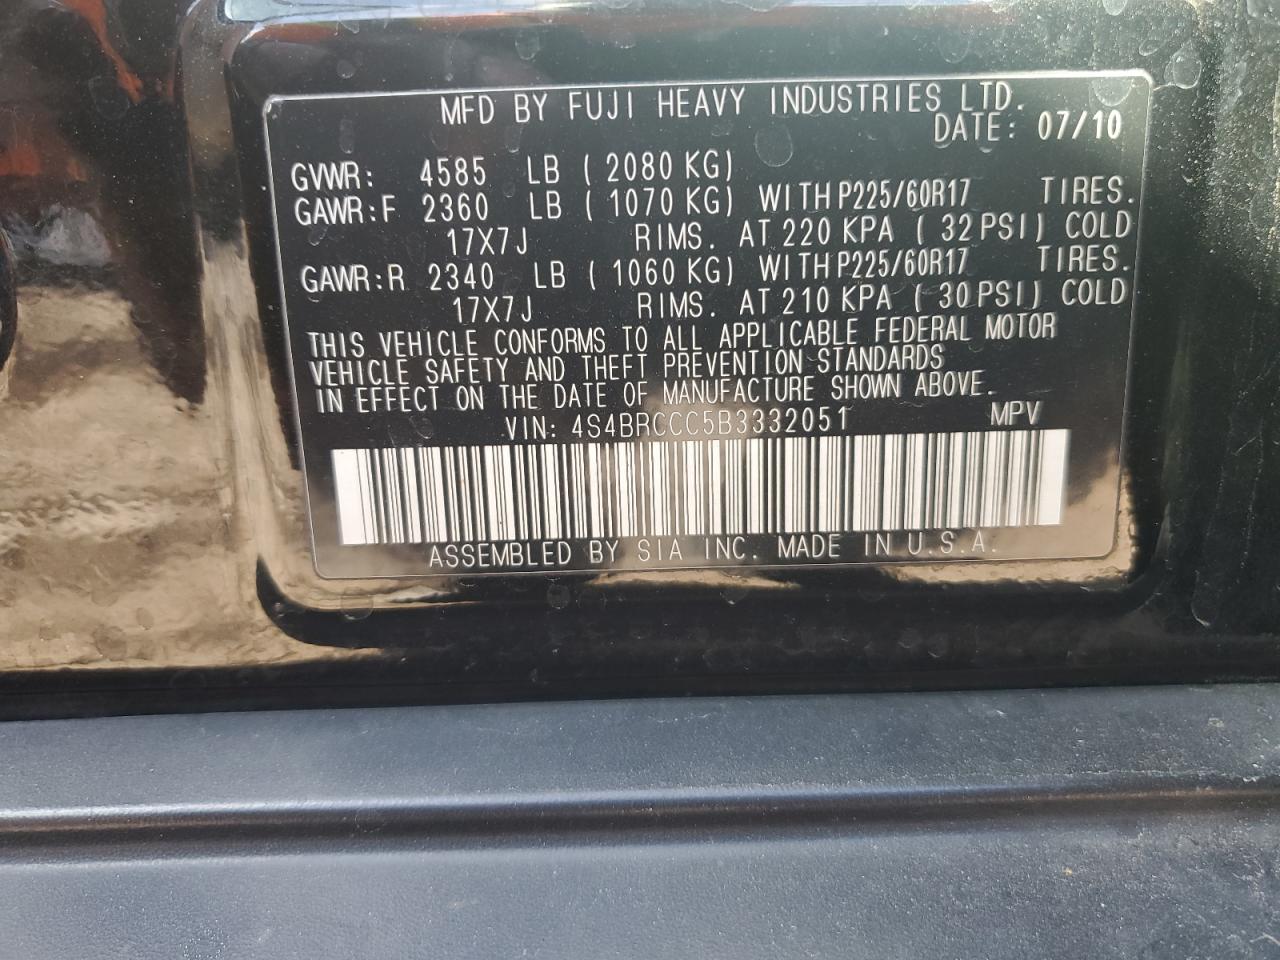 MFD BY FUJI HEAVY INDUSTRIES LTD.
DATE: 07/10
GVWR: 4585 LB ( 2080 KG)
GAWR:F 2360 LB ( 1070 KG) WITH P225/60R17 TIRES.
17X7J RIMS. AT 220 KPA ( 32 PSI) COLD
GAWR:R 2340 LB ( 1060 KG) WITH P225/60R17 TIRES.
17X7J RIMS. AT 210 KPA ( 30 PSI) COLD
THIS VEHICLE CONFORMS TO ALL APPLICABLE FEDERAL MOTOR
VEHICLE SAFETY AND THEFT PREVENTION STANDARDS
IN EFFECT ON THE DATE OF MANUFACTURE SHOWN ABOVE.
VIN: 4S4BRCCC5B3332051 MPV
ASSEMBLED BY SIA INC. MADE IN U.S.A.